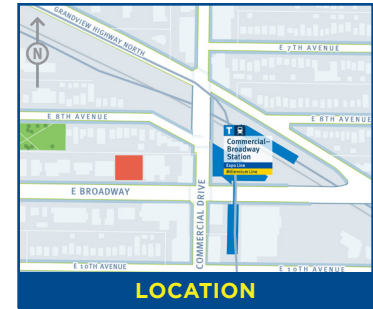 GRANDVIEW HIGHWAY NORTH
N
E 7TH AVENUE
E 8TH AVENUE
E 8TH AVENUE
T
Commercial–
Broadway
Station
Expo Line
Millennium Line
E BROADWAY
COMMERCIAL DRIVE
E 10TH AVENUE
E 10TH AVENUE
LOCATION